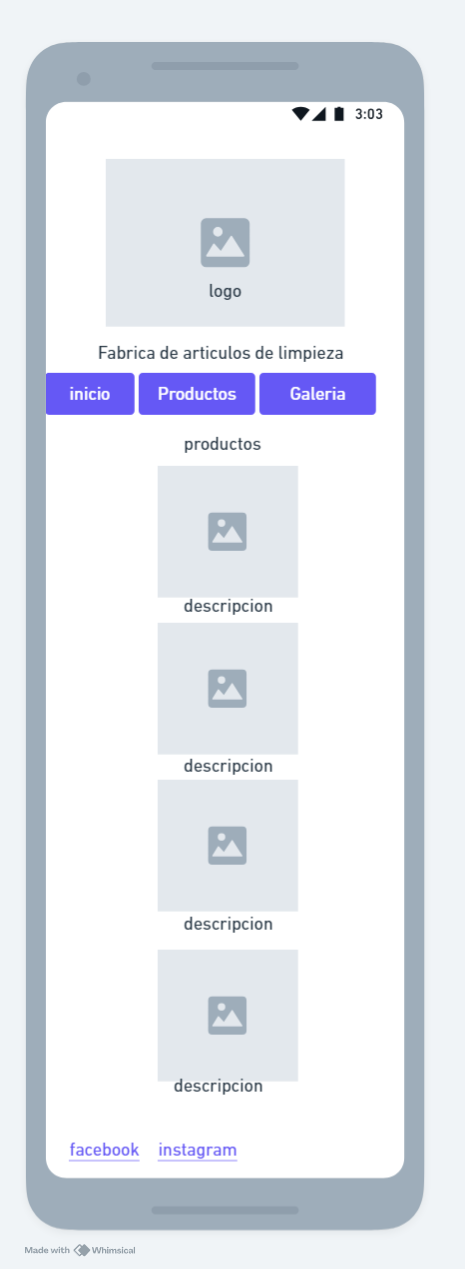 3:03
logo
Fabrica de articulos de limpieza
inicio Productos Galeria
productos
descripcion
descripcion
descripcion
descripcion
facebook instagram
Made with Whimsical